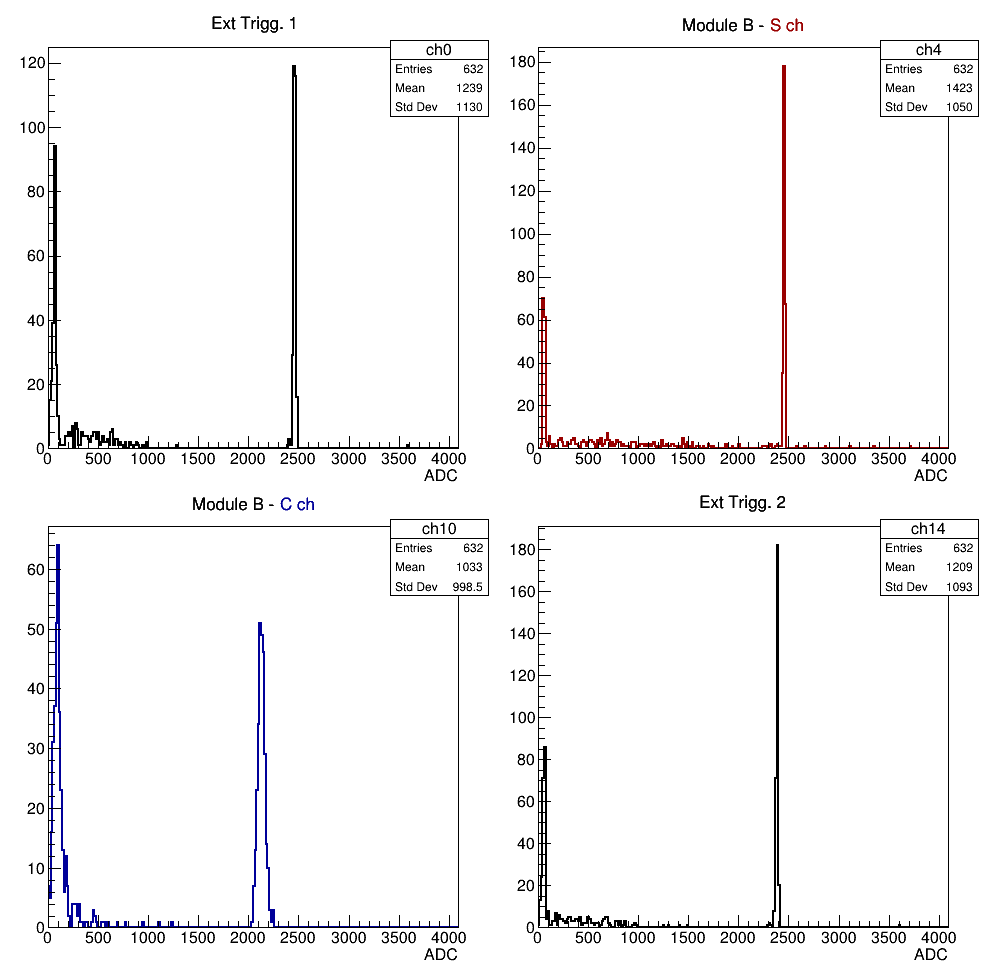 Ext Trigg. 1
ch0
Entries 632
Mean 1239
Std Dev 1130
120
100
80
60
40
20
0
0 500 1000 1500 2000 2500 3000 3500 4000
ADC
Module B - S ch
ch4
Entries 632
Mean 1423
Std Dev 1050
180
160
140
120
100
80
60
40
20
0
0 500 1000 1500 2000 2500 3000 3500 4000
ADC
Module B - C ch
ch10
Entries 632
Mean 1033
Std Dev 998.5
60
50
40
30
20
10
0
0 500 1000 1500 2000 2500 3000 3500 4000
ADC
Ext Trigg. 2
ch14
Entries 632
Mean 1209
Std Dev 1093
180
160
140
120
100
80
60
40
20
0
0 500 1000 1500 2000 2500 3000 3500 4000
ADC